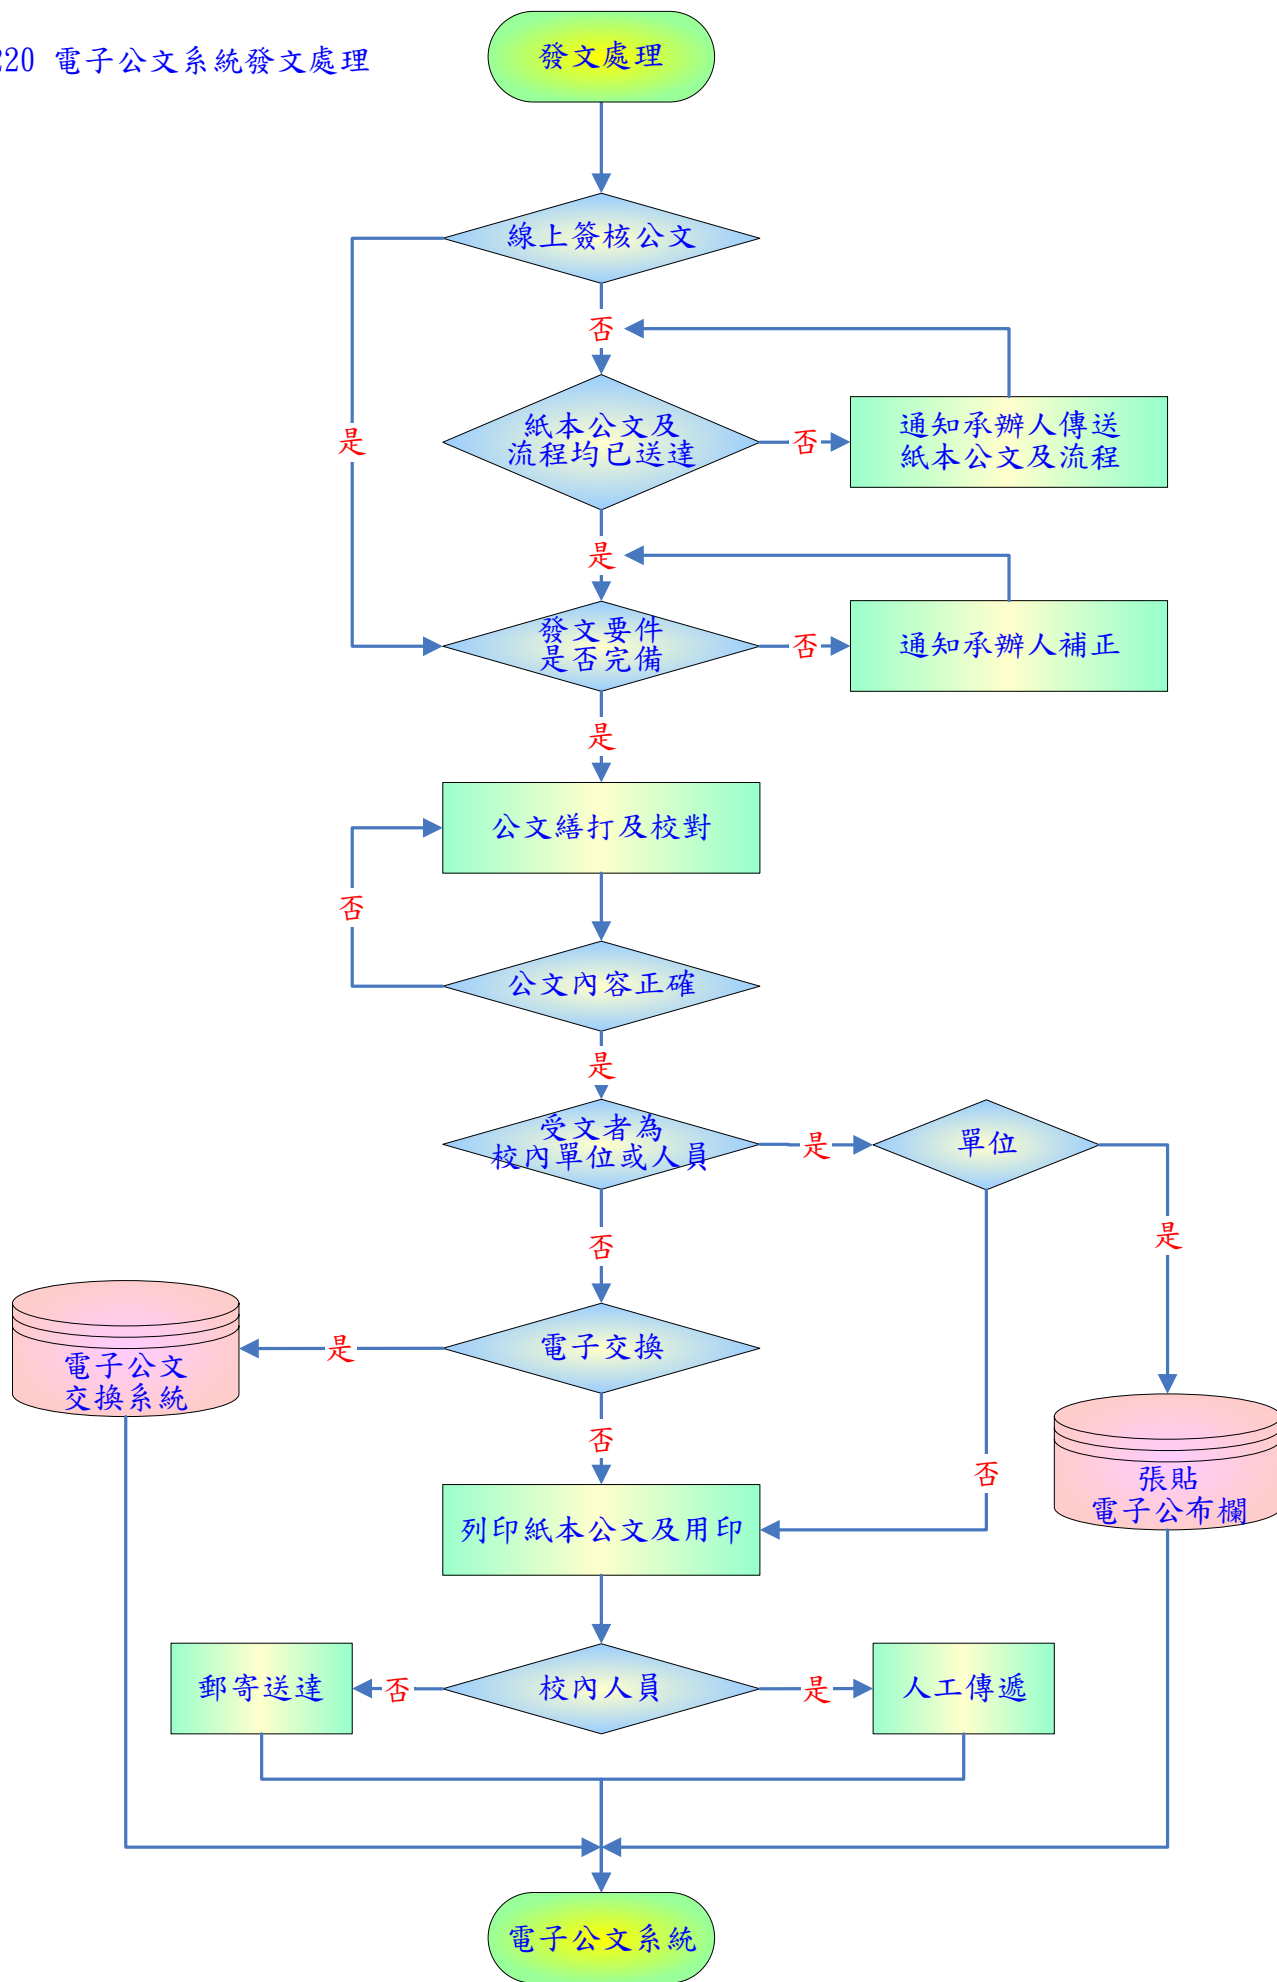 220 電子公文系統發文處理
發文處理
線上簽核公文
否
是
紙本公文及
流程均已送達
否
通知承辦人傳送
紙本公文及流程
是
發文要件
是否完備
否
通知承辦人補正
是
公文繕打及校對
否
公文內容正確
是
受文者為
校內單位或人員
是
單位
是
否
電子交換
是
電子公文
交換系統
否
否
張貼
電子公布欄
列印紙本公文及用印
郵寄送達
否
校內人員
是
人工傳遞
電子公文系統